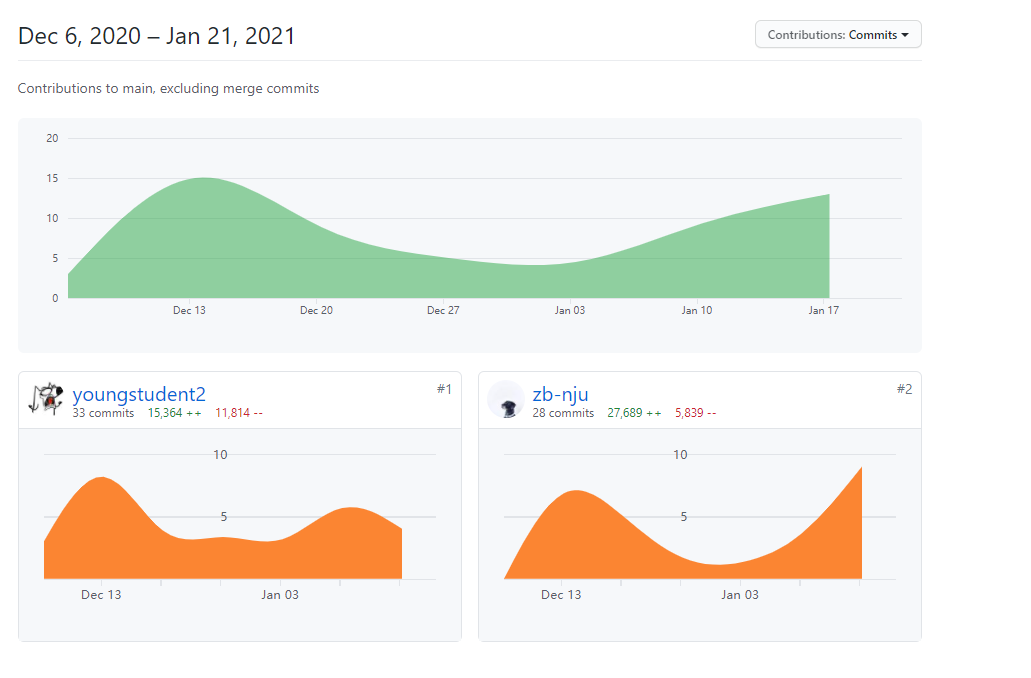 Dec 6, 2020 – Jan 21, 2021
Contributions: Commits
Contributions to main, excluding merge commits
20
15
10
5
0
Dec 13 Dec 20 Dec 27 Jan 03 Jan 10 Jan 17
youngstudent2 #1
33 commits 15,364 ++ 11,814 --
10
5
Dec 13 Jan 03
zb-nju #2
28 commits 27,689 ++ 5,839 --
10
5
Dec 13 Jan 03